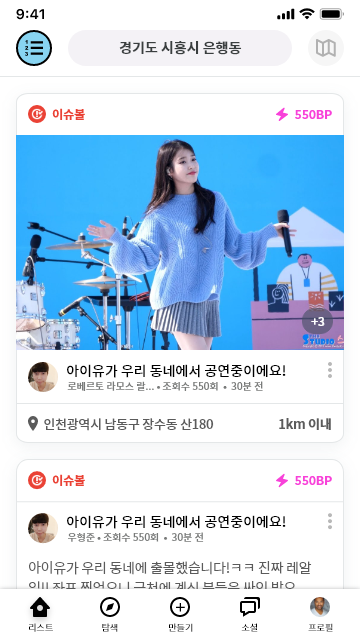 9:41
경기도 시흥시 은행동
이슈볼
550BP
+3
STUDIO
아이유가 우리 동네에서 공연중이에요!
로베르토 라모스 랄... • 조회수 550회 • 30분 전
인천광역시 남동구 장수동 산180
1km 이내
이슈볼
550BP
아이유가 우리 동네에서 공연중이에요!
우형준 • 조회수 550회 • 30분 전
아이유가 우리 동네에 출몰했습니다!ㅋㅋ 진짜 레알
리스트
탐색
만들기
소셜
프로필